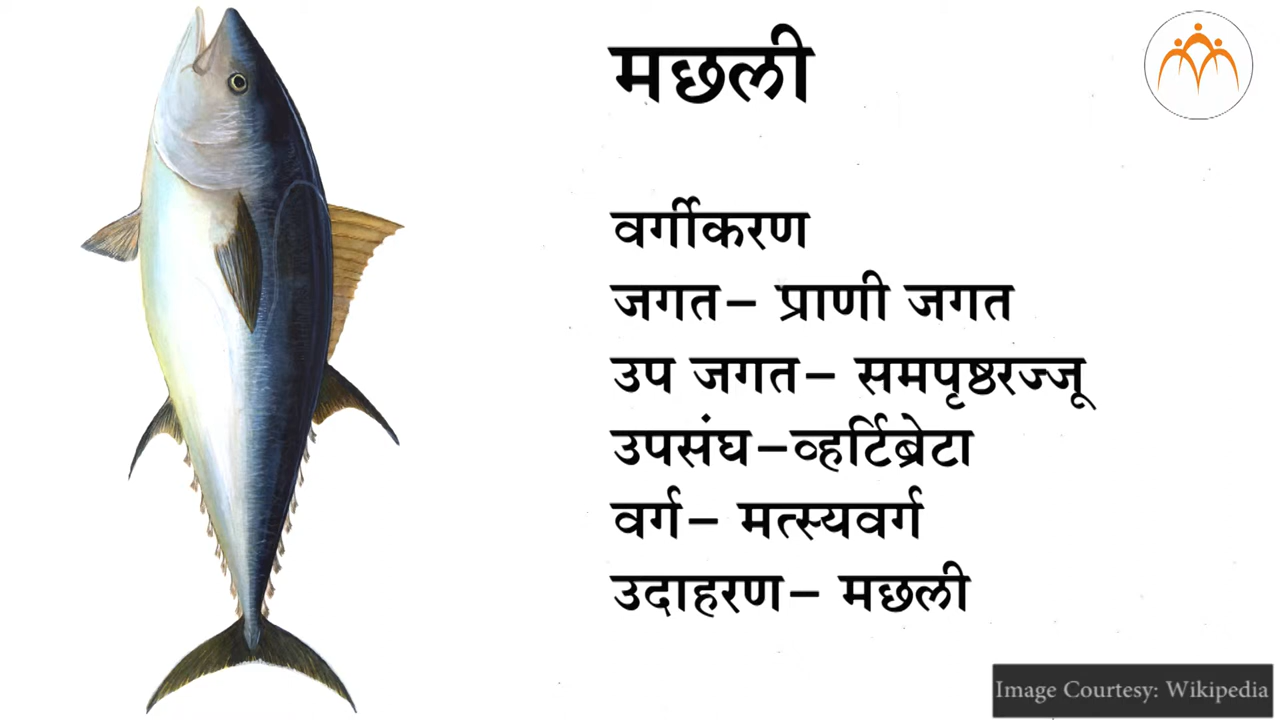 मछली
वर्गीकरण
जगत– प्राणी जगत
उप जगत– समपृष्ठरज्जू
उपसंघ–व्हर्टिब्रेटा
वर्ग– मत्स्यवर्ग
उदाहरण– मछली
Image Courtesy: Wikipedia